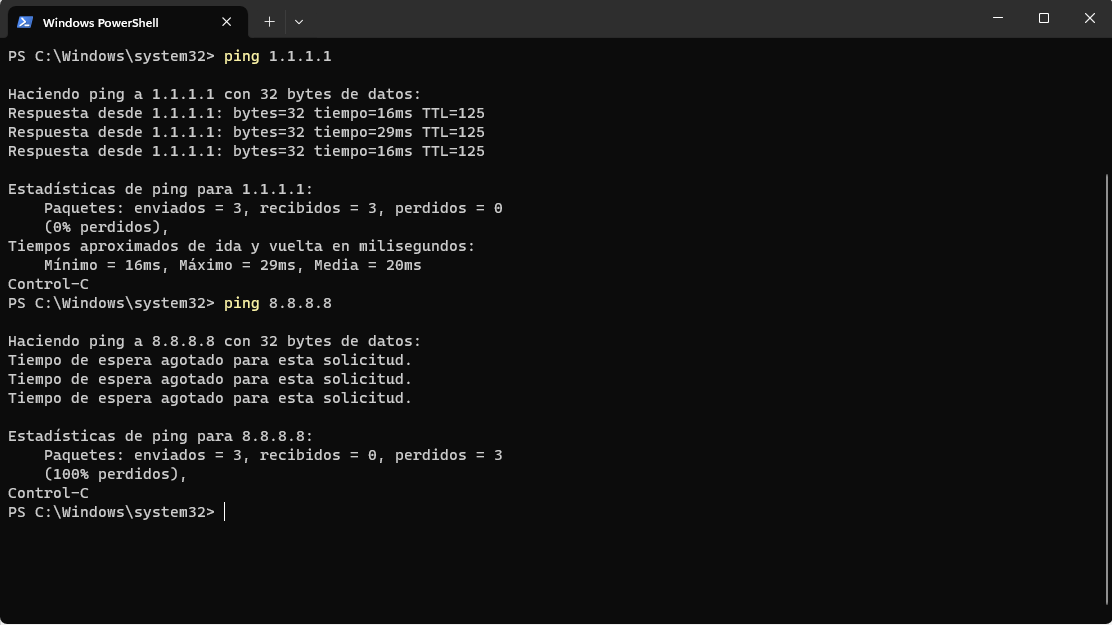 Windows PowerShell
PS C:\Windows\system32> ping 1.1.1.1
Haciendo ping a 1.1.1.1 con 32 bytes de datos:
Respuesta desde 1.1.1.1: bytes=32 tiempo=16ms TTL=125
Respuesta desde 1.1.1.1: bytes=32 tiempo=29ms TTL=125
Respuesta desde 1.1.1.1: bytes=32 tiempo=16ms TTL=125
Estadísticas de ping para 1.1.1.1:
Paquetes: enviados = 3, recibidos = 3, perdidos = 0
(0% perdidos),
Tiempos aproximados de ida y vuelta en milisegundos:
Mínimo = 16ms, Máximo = 29ms, Media = 20ms
Control-C
PS C:\Windows\system32> ping 8.8.8.8
Haciendo ping a 8.8.8.8 con 32 bytes de datos:
Tiempo de espera agotado para esta solicitud.
Tiempo de espera agotado para esta solicitud.
Tiempo de espera agotado para esta solicitud.
Estadísticas de ping para 8.8.8.8:
Paquetes: enviados = 3, recibidos = 0, perdidos = 3
(100% perdidos),
Control-C
PS C:\Windows\system32>